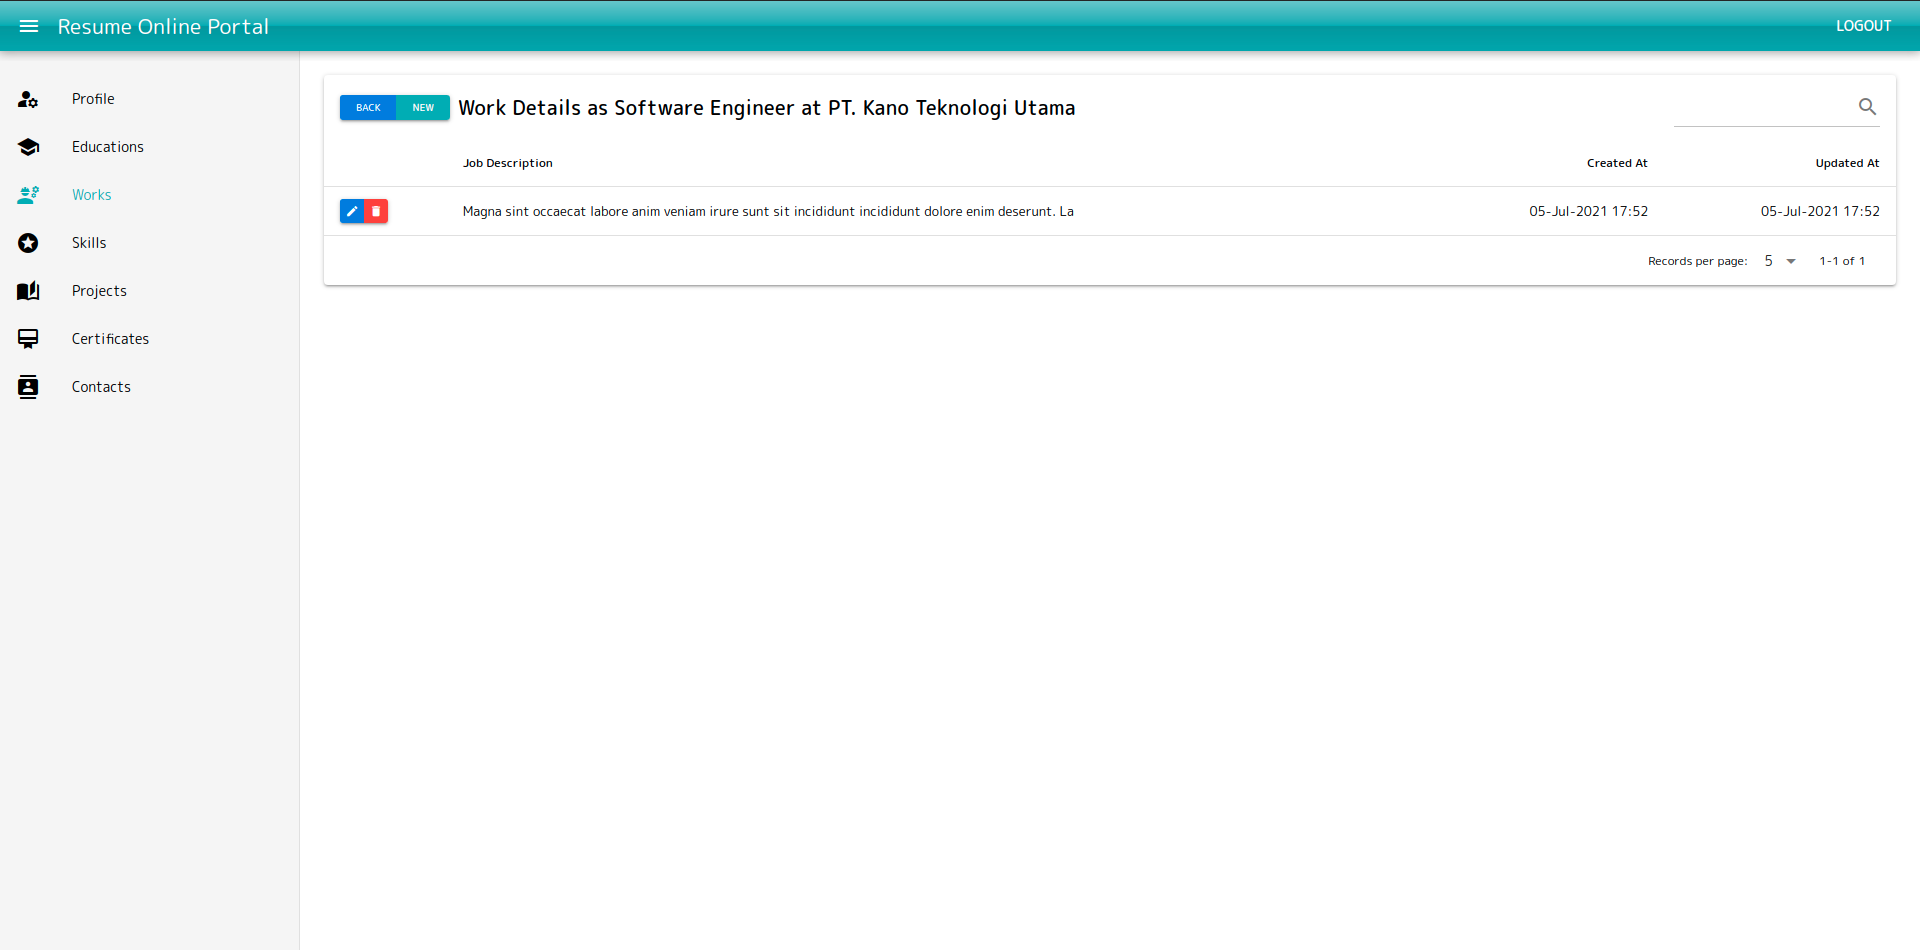 Resume Online Portal
LOGOUT
Profile
Educations
Works
Skills
Projects
Certificates
Contacts
BACK NEW Work Details as Software Engineer at PT. Kano Teknologi Utama
Job Description Created At Updated At
Magna sint occaecat labore anim veniam irure sunt sit incididunt incididunt dolore enim deserunt. La 05-Jul-2021 17:52 05-Jul-2021 17:52
Records per page: 5 1-1 of 1